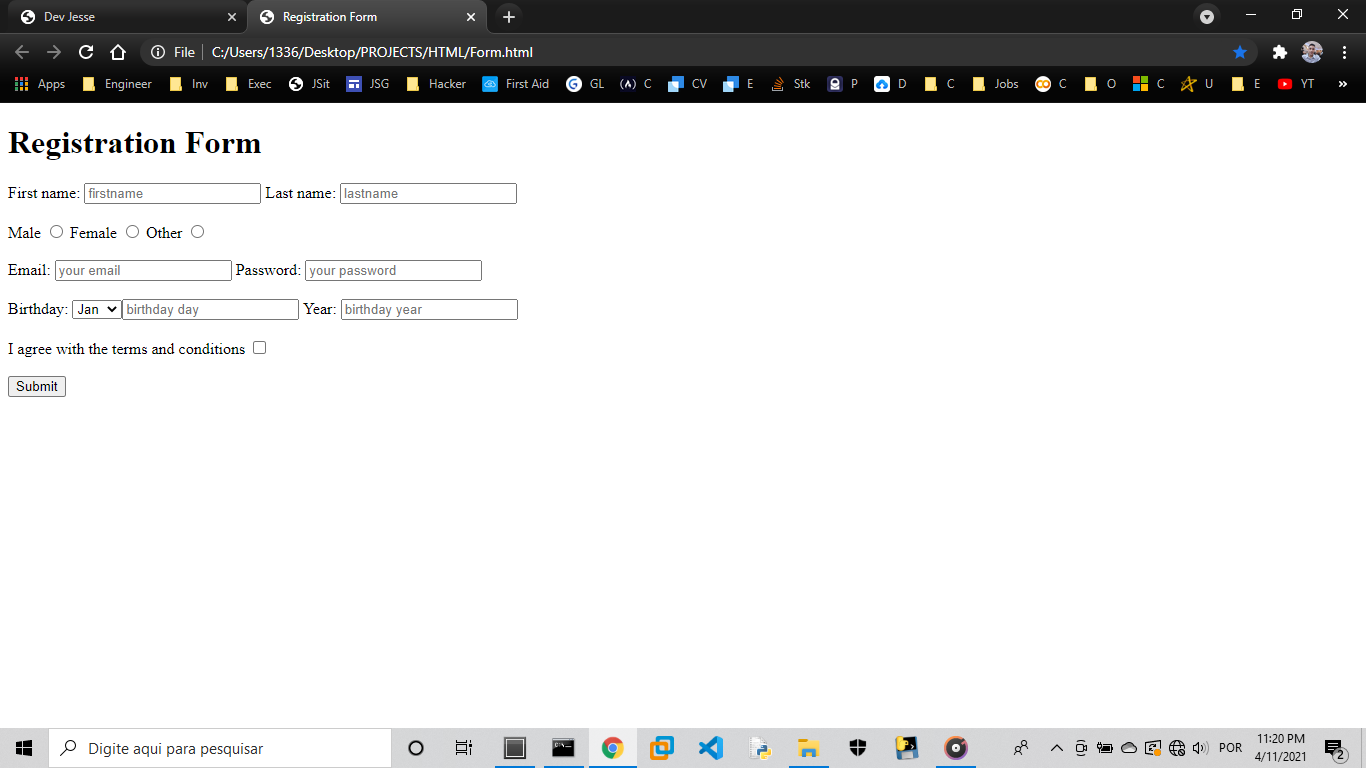 Dev Jesse Registration Form
File C:/Users/1336/Desktop/PROJECTS/HTML/Form.html
Apps Engineer Inv Exec JSit JSG Hacker First Aid GL C CV E Stk P D C Jobs C O C U E YT »
Registration Form
First name: firstname Last name: lastname
Male Female Other
Email: your email Password: your password
Birthday: Jan birthday day Year: birthday year
I agree with the terms and conditions
Submit
Digite aqui para pesquisar POR 11:20 PM
4/11/2021 2